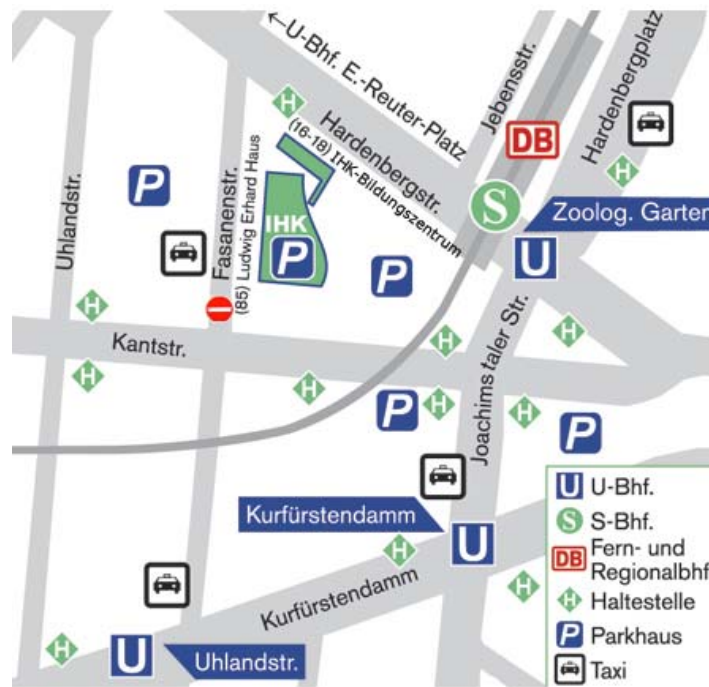 ←U-Bhf. E.-Reuter-Platz
Jebensstr.
Hardenbergplatz
H
Hardenbergstr.
(16-18) IHK-Bildungszentrum
DB
H
P
Uhlandstr.
Fasanenstr.
(85) Ludwig Erhard Haus
IHK
P
P
S
Zoolog. Garten
U
H
H
H
Kantstr.
H
H
Joachimstaler Str.
P
H
H
P
Kurfürstendamm
U
H
H
Kurfürstendamm
H
U
Uhlandstr.
U U-Bhf.
S S-Bhf.
DB Fern- und
Regionalbhf
H Haltestelle
P Parkhaus
Taxi